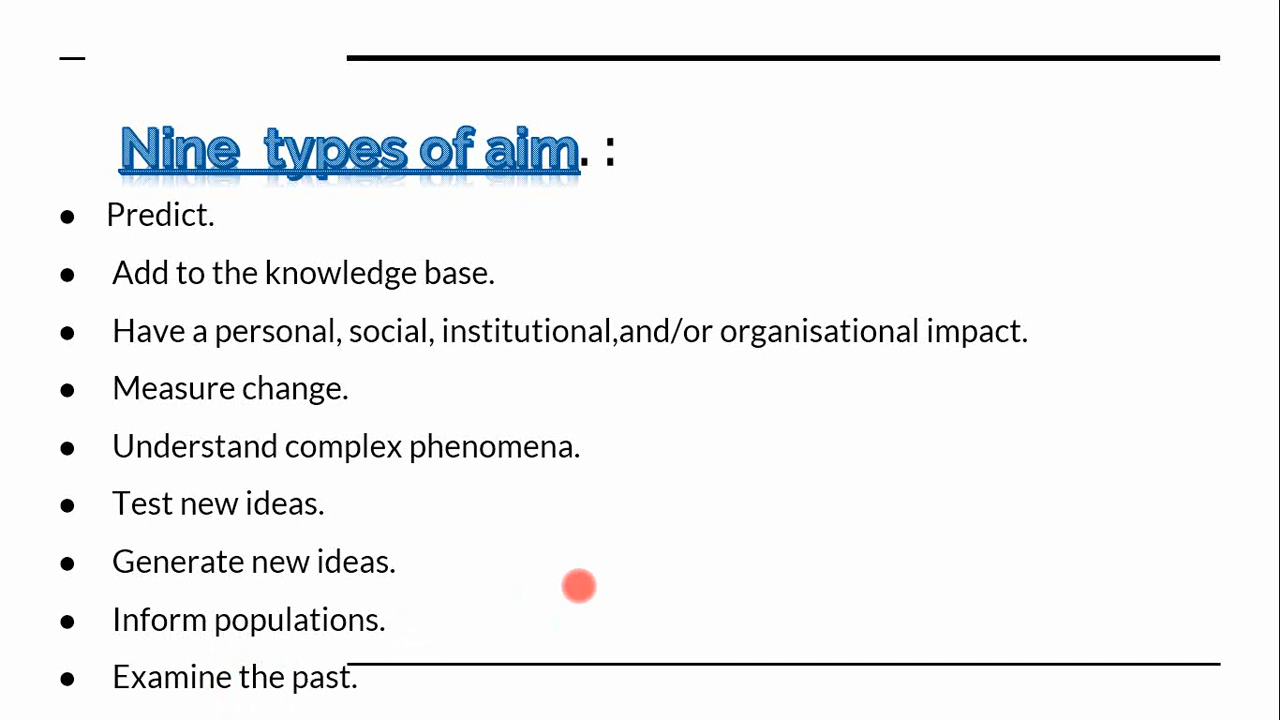 Nine types of aim. :
● Predict.
● Add to the knowledge base.
● Have a personal, social, institutional,and/or organisational impact.
● Measure change.
● Understand complex phenomena.
● Test new ideas.
● Generate new ideas.
● Inform populations.
● Examine the past.